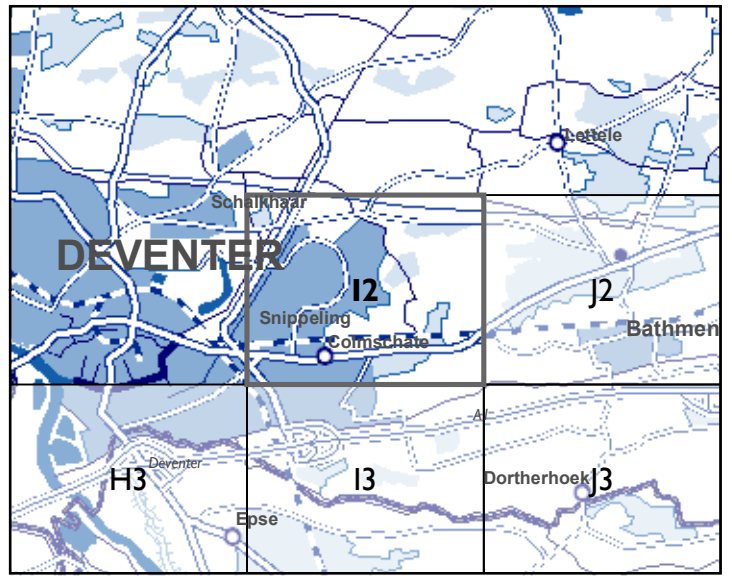 Lettele
Schalkhaar
DEVENTER
I2
J2
Snippeling
Bathmen
Colmschate
A1
Deventer
H3
I3
Dortherhoek
J3
Epse